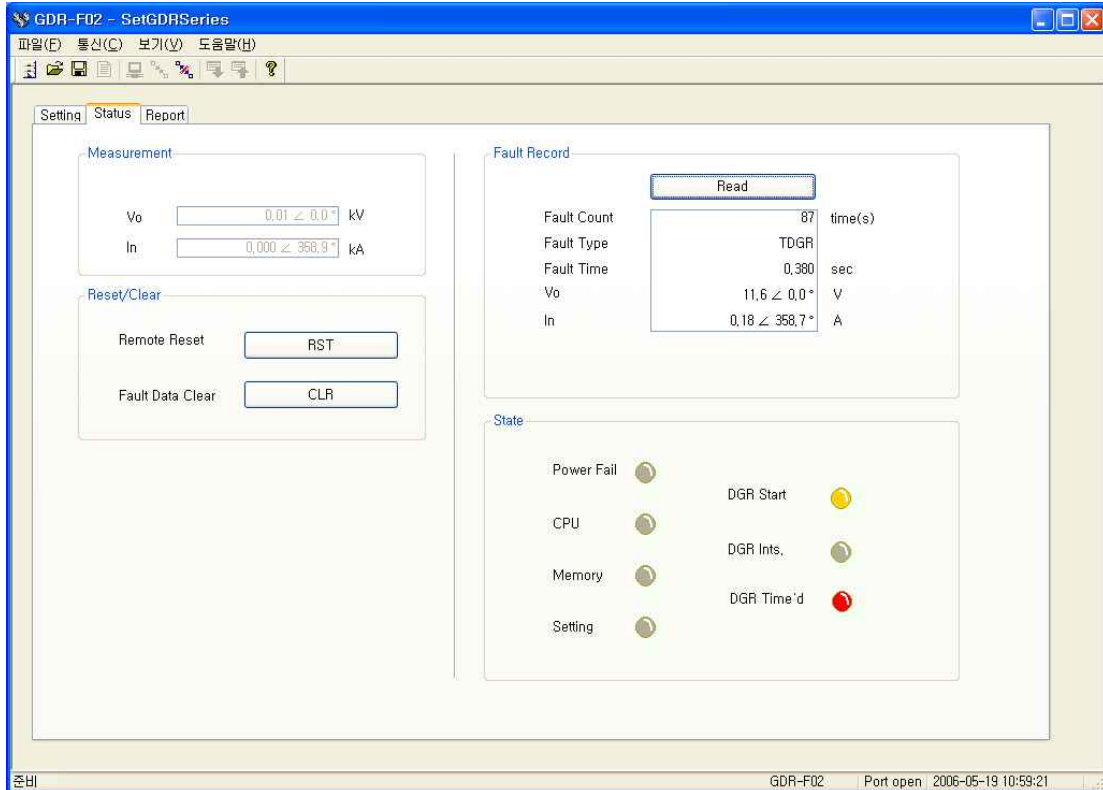 GDR-F02 - SetGDRSeries
파일(F) 통신(C) 보기(V) 도움말(H)
Setting Status Report
Measurement
Vo 0,01 ∠ 0,0 ° kV
In 0,000 ∠ 358,9 ° kA
Reset/Clear
Remote Reset RST
Fault Data Clear CLR
Fault Record
Read
Fault Count 87 time(s)
Fault Type TDGR
Fault Time 0,380 sec
Vo 11,6 ∠ 0,0 ° V
In 0,18 ∠ 358,7 ° A
State
Power Fail
CPU
Memory
Setting
DGR Start
DGR Ints.
DGR Time'd
준비 GDR-F02 Port open 2006-05-19 10:59:21